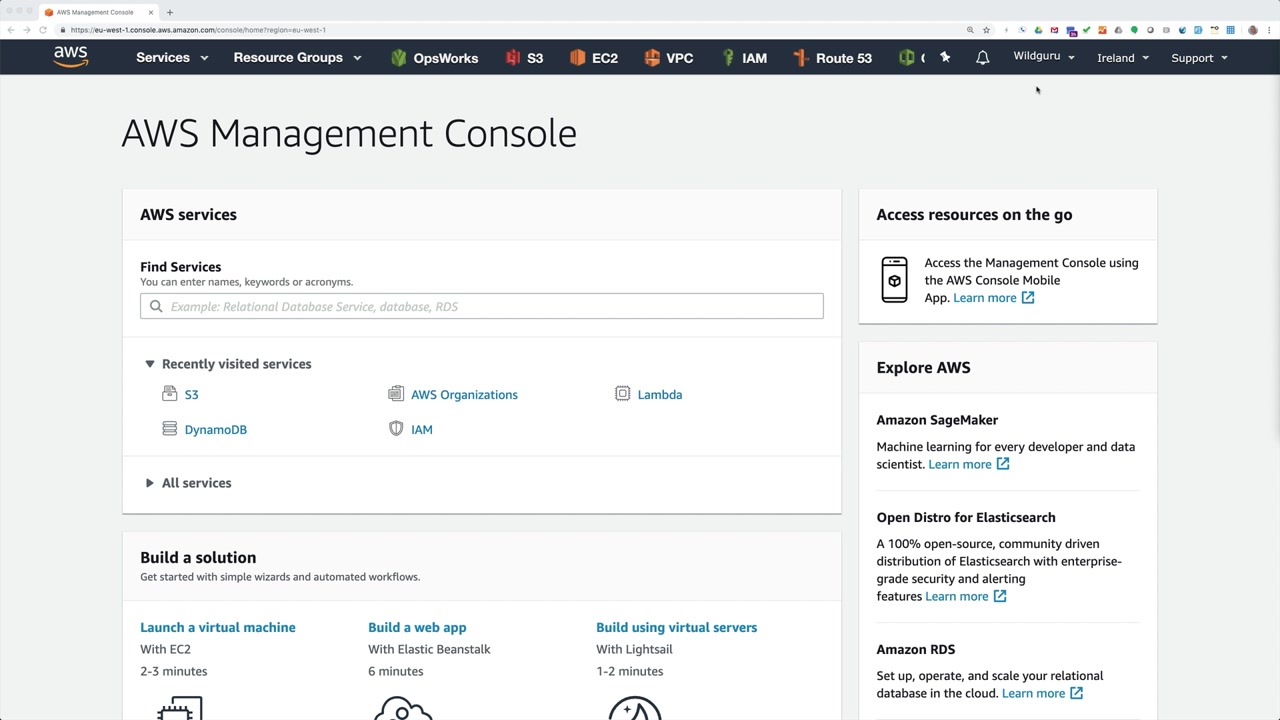 AWS Management Console
https://eu-west-1.console.aws.amazon.com/console/home?region=eu-west-1
aws
Services
Resource Groups
OpsWorks
S3
EC2
VPC
IAM
Route 53
Wildguru
Ireland
Support
AWS Management Console
AWS services
Find Services
You can enter names, keywords or acronyms.
Example: Relational Database Service, database, RDS
Recently visited services
S3
AWS Organizations
Lambda
DynamoDB
IAM
All services
Build a solution
Get started with simple wizards and automated workflows.
Launch a virtual machine
With EC2
2-3 minutes
Build a web app
With Elastic Beanstalk
6 minutes
Build using virtual servers
With Lightsail
1-2 minutes
Access resources on the go
Access the Management Console using
the AWS Console Mobile
App. Learn more
Explore AWS
Amazon SageMaker
Machine learning for every developer and data
scientist. Learn more
Open Distro for Elasticsearch
A 100% open-source, community driven
distribution of Elasticsearch with enterprise-
grade security and alerting
features Learn more
Amazon RDS
Set up, operate, and scale your relational
database in the cloud. Learn more